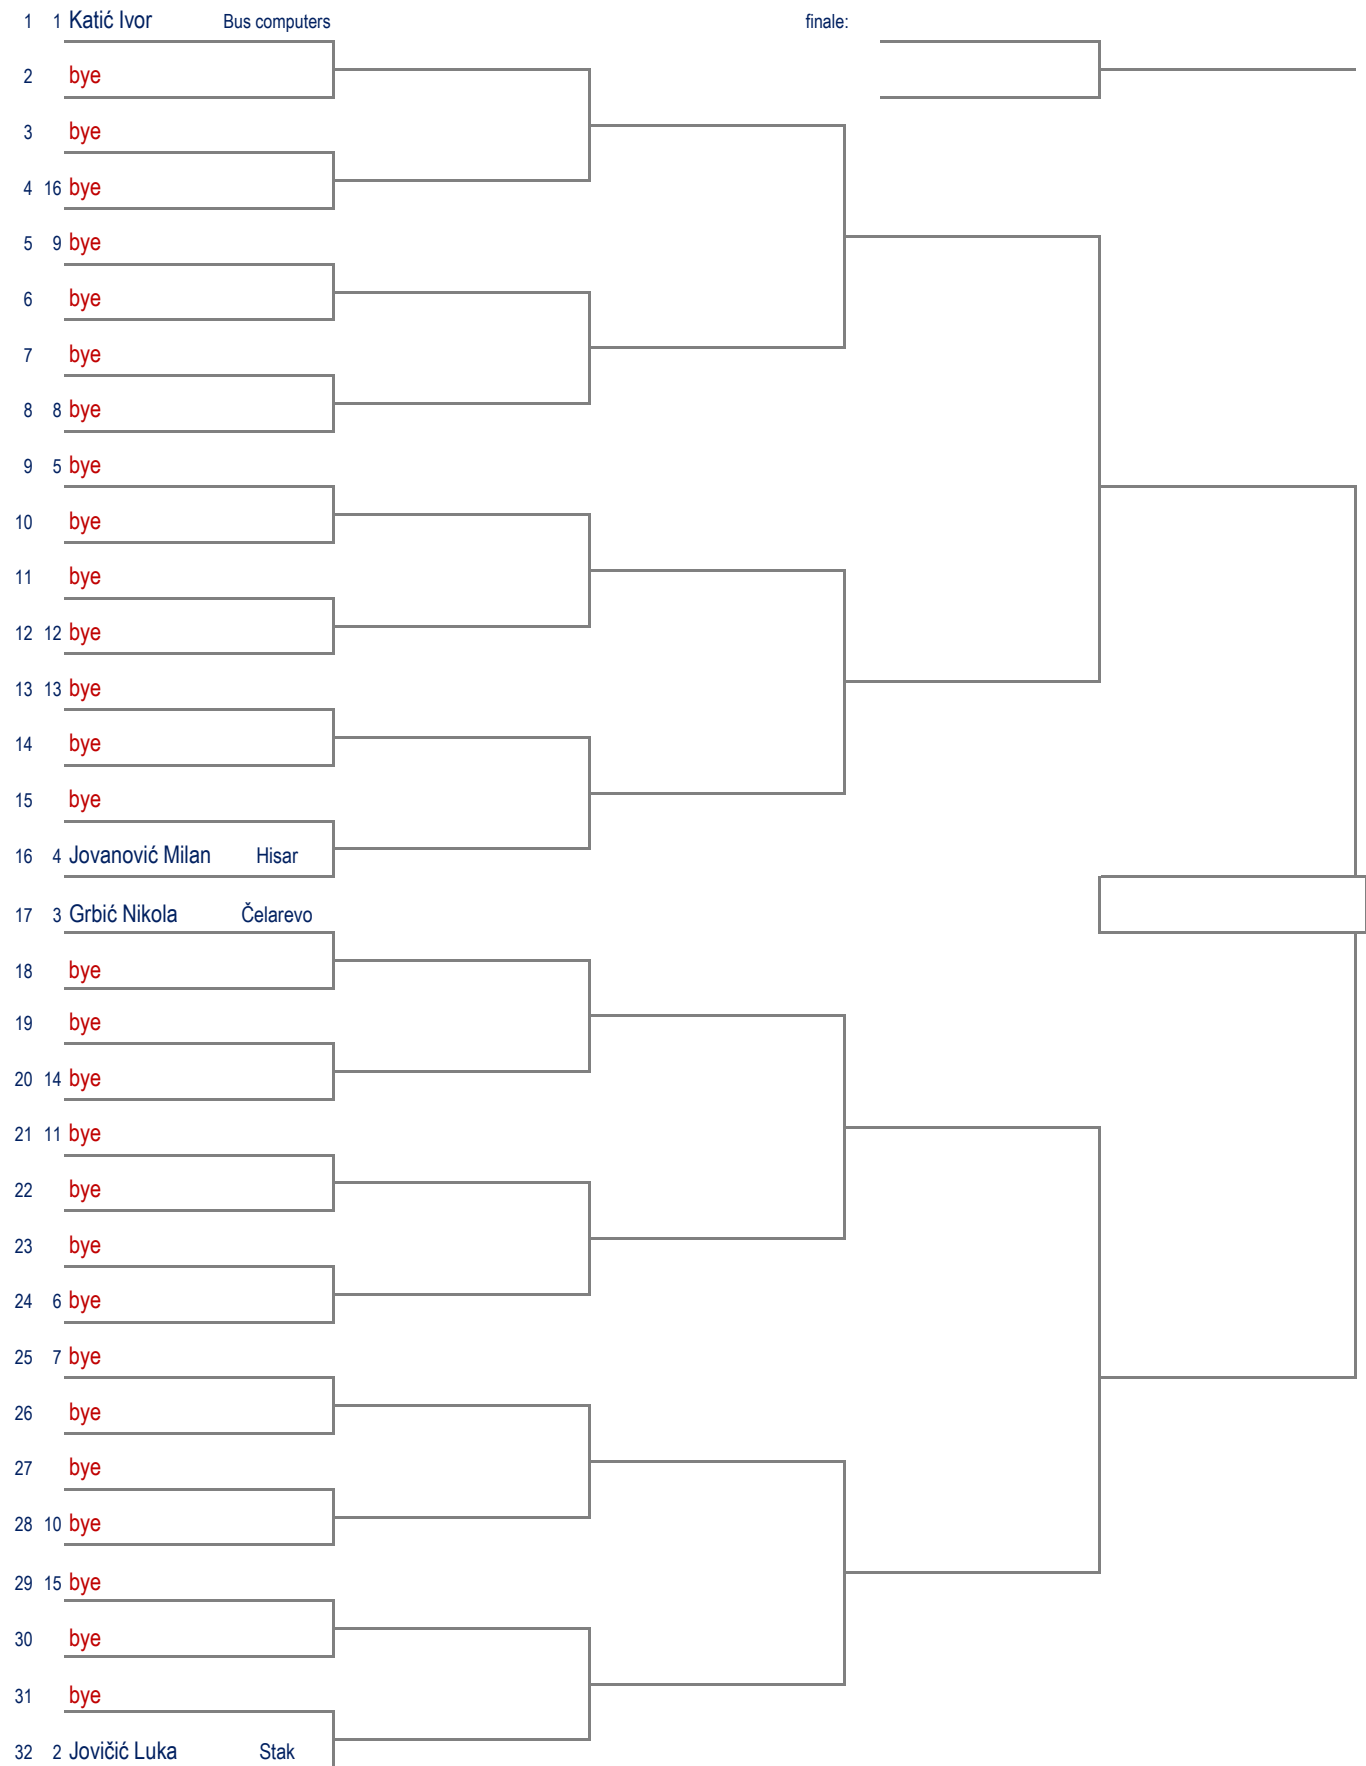 1 1 Katić Ivor Bus computers finale:
2 bye
3 bye
4 16 bye
5 9 bye
6 bye
7 bye
8 8 bye
9 5 bye
10 bye
11 bye
12 12 bye
13 13 bye
14 bye
15 bye
16 4 Jovanović Milan Hisar
17 3 Grbić Nikola Čelarevo
18 bye
19 bye
20 14 bye
21 11 bye
22 bye
23 bye
24 6 bye
25 7 bye
26 bye
27 bye
28 10 bye
29 15 bye
30 bye
31 bye
32 2 Jovičić Luka Stak